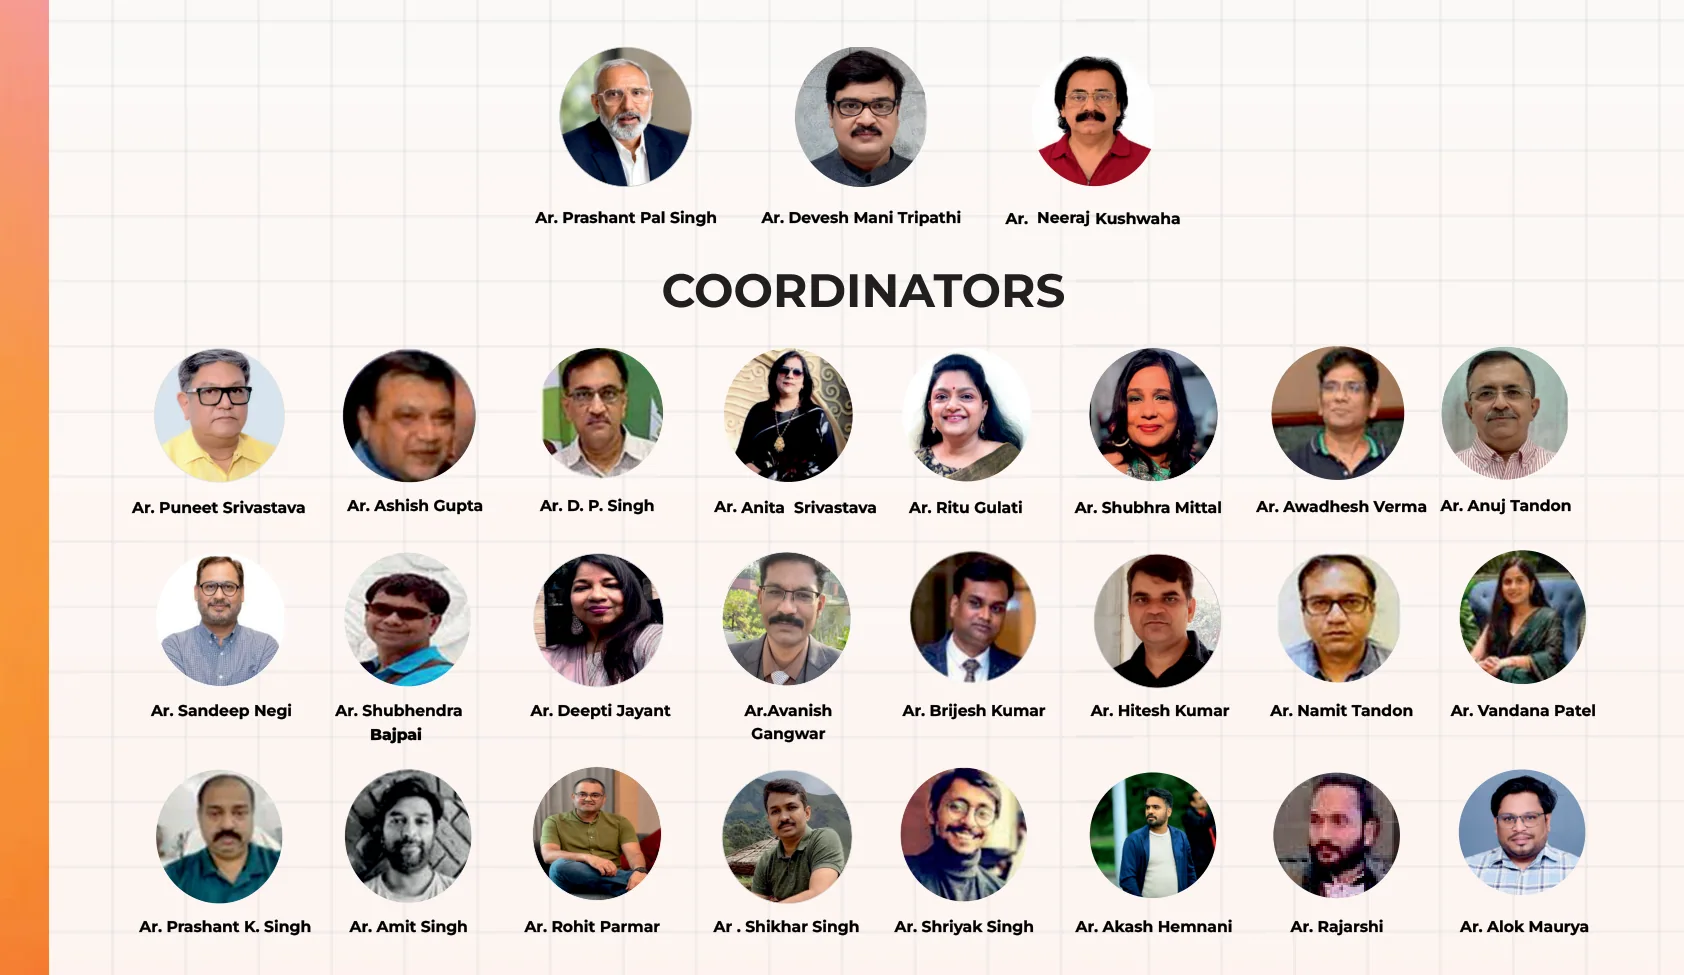 Ar. Prashant Pal Singh Ar. Devesh Mani Tripathi Ar. Neeraj Kushwaha
COORDINATORS
Ar. Puneet Srivastava Ar. Ashish Gupta Ar. D. P. Singh Ar. Anita Srivastava Ar. Ritu Gulati Ar. Shubhra Mittal Ar. Awadhesh Verma Ar. Anuj Tandon
Ar. Sandeep Negi Ar. Shubhendra Ar. Deepti Jayant Ar.Avanish Ar. Brijesh Kumar Ar. Hitesh Kumar Ar. Namit Tandon Ar. Vandana Patel
Bajpai Gangwar
Ar. Prashant K. Singh Ar. Amit Singh Ar. Rohit Parmar Ar . Shikhar Singh Ar. Shriyak Singh Ar. Akash Hemnani Ar. Rajarshi Ar. Alok Maurya